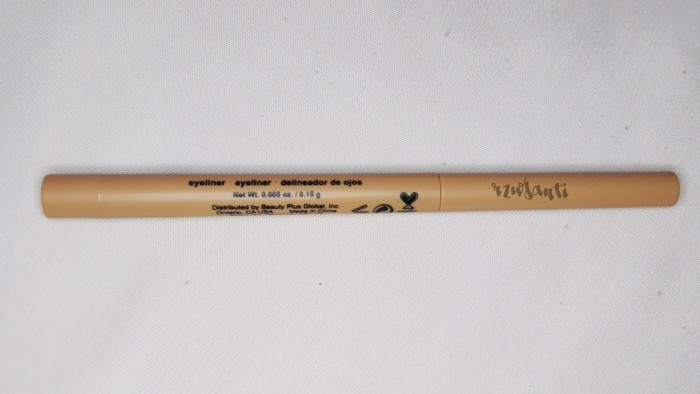 eyeliner · eyeliner · delineador de ojos
Net Wt. 0.005 oz. / 0.15 g
Distributed by Beauty Plus Global, Inc
Ontario, CA USA Made in China